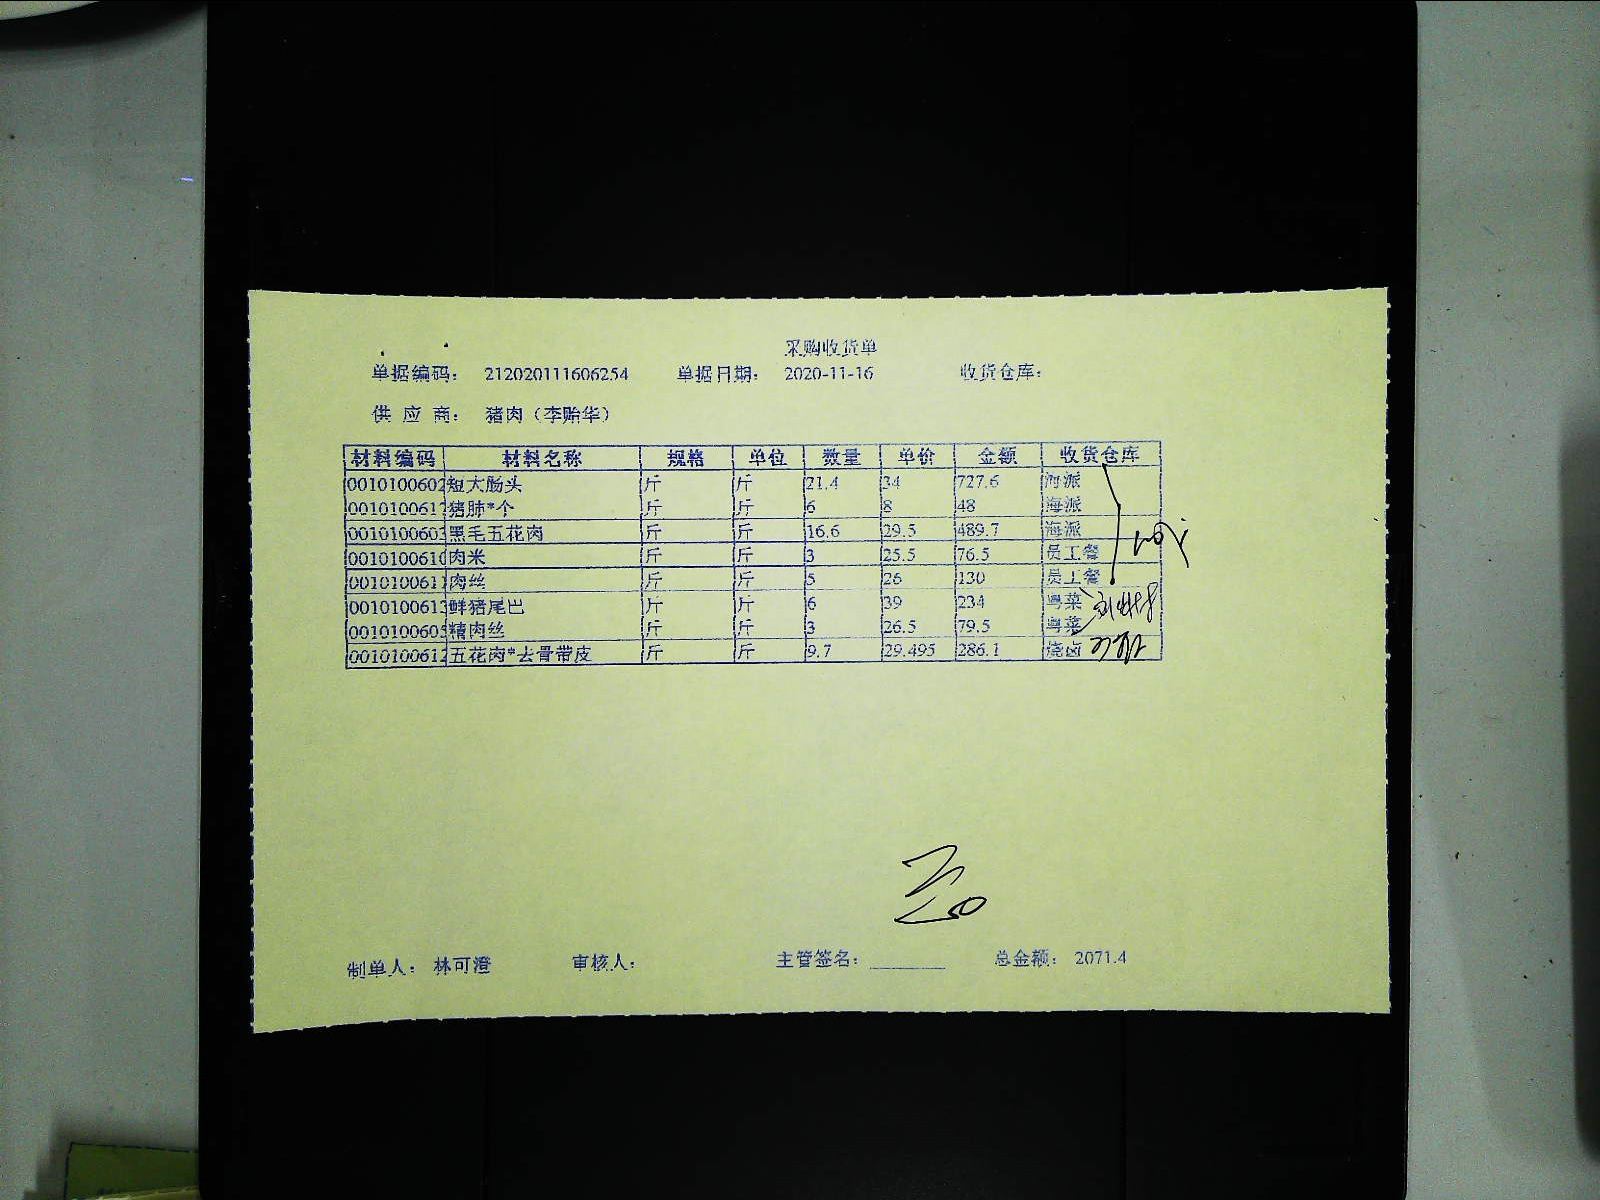 采购收货单
单据编码： 212020111606254 单据日期： 2020-11-16 收货仓库：
供 应 商： 猪肉（李贻华）
材料编码 材料名称 规格 单位 数量 单价 金额 收货仓库
0010100602 短大肠头 斤 斤 21.4 34 727.6 海派
001010061 猪肺*个 斤 斤 6 8 48 海派
001010060 黑毛五花肉 斤 斤 16.6 29.5 489.7 海派
001010061 肉米 斤 斤 3 25.5 76.5 员工餐
001010061 肉丝 斤 斤 5 26 130 员工餐
001010061 鲜猪尾巴 斤 斤 6 39 234 粤菜
001010060 精肉丝 斤 斤 3 26.5 79.5 粤菜
001010061 五花肉*去骨带皮 斤 斤 9.7 29.495 286.1 烧卤
制单人： 林可澄 审核人： 主管签名： 总金额： 2071.4